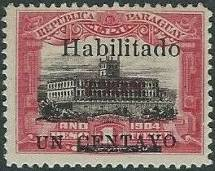 REPUBLICA PARAGUAY
Habilitado
AÑO 1904
UN CENTAVO